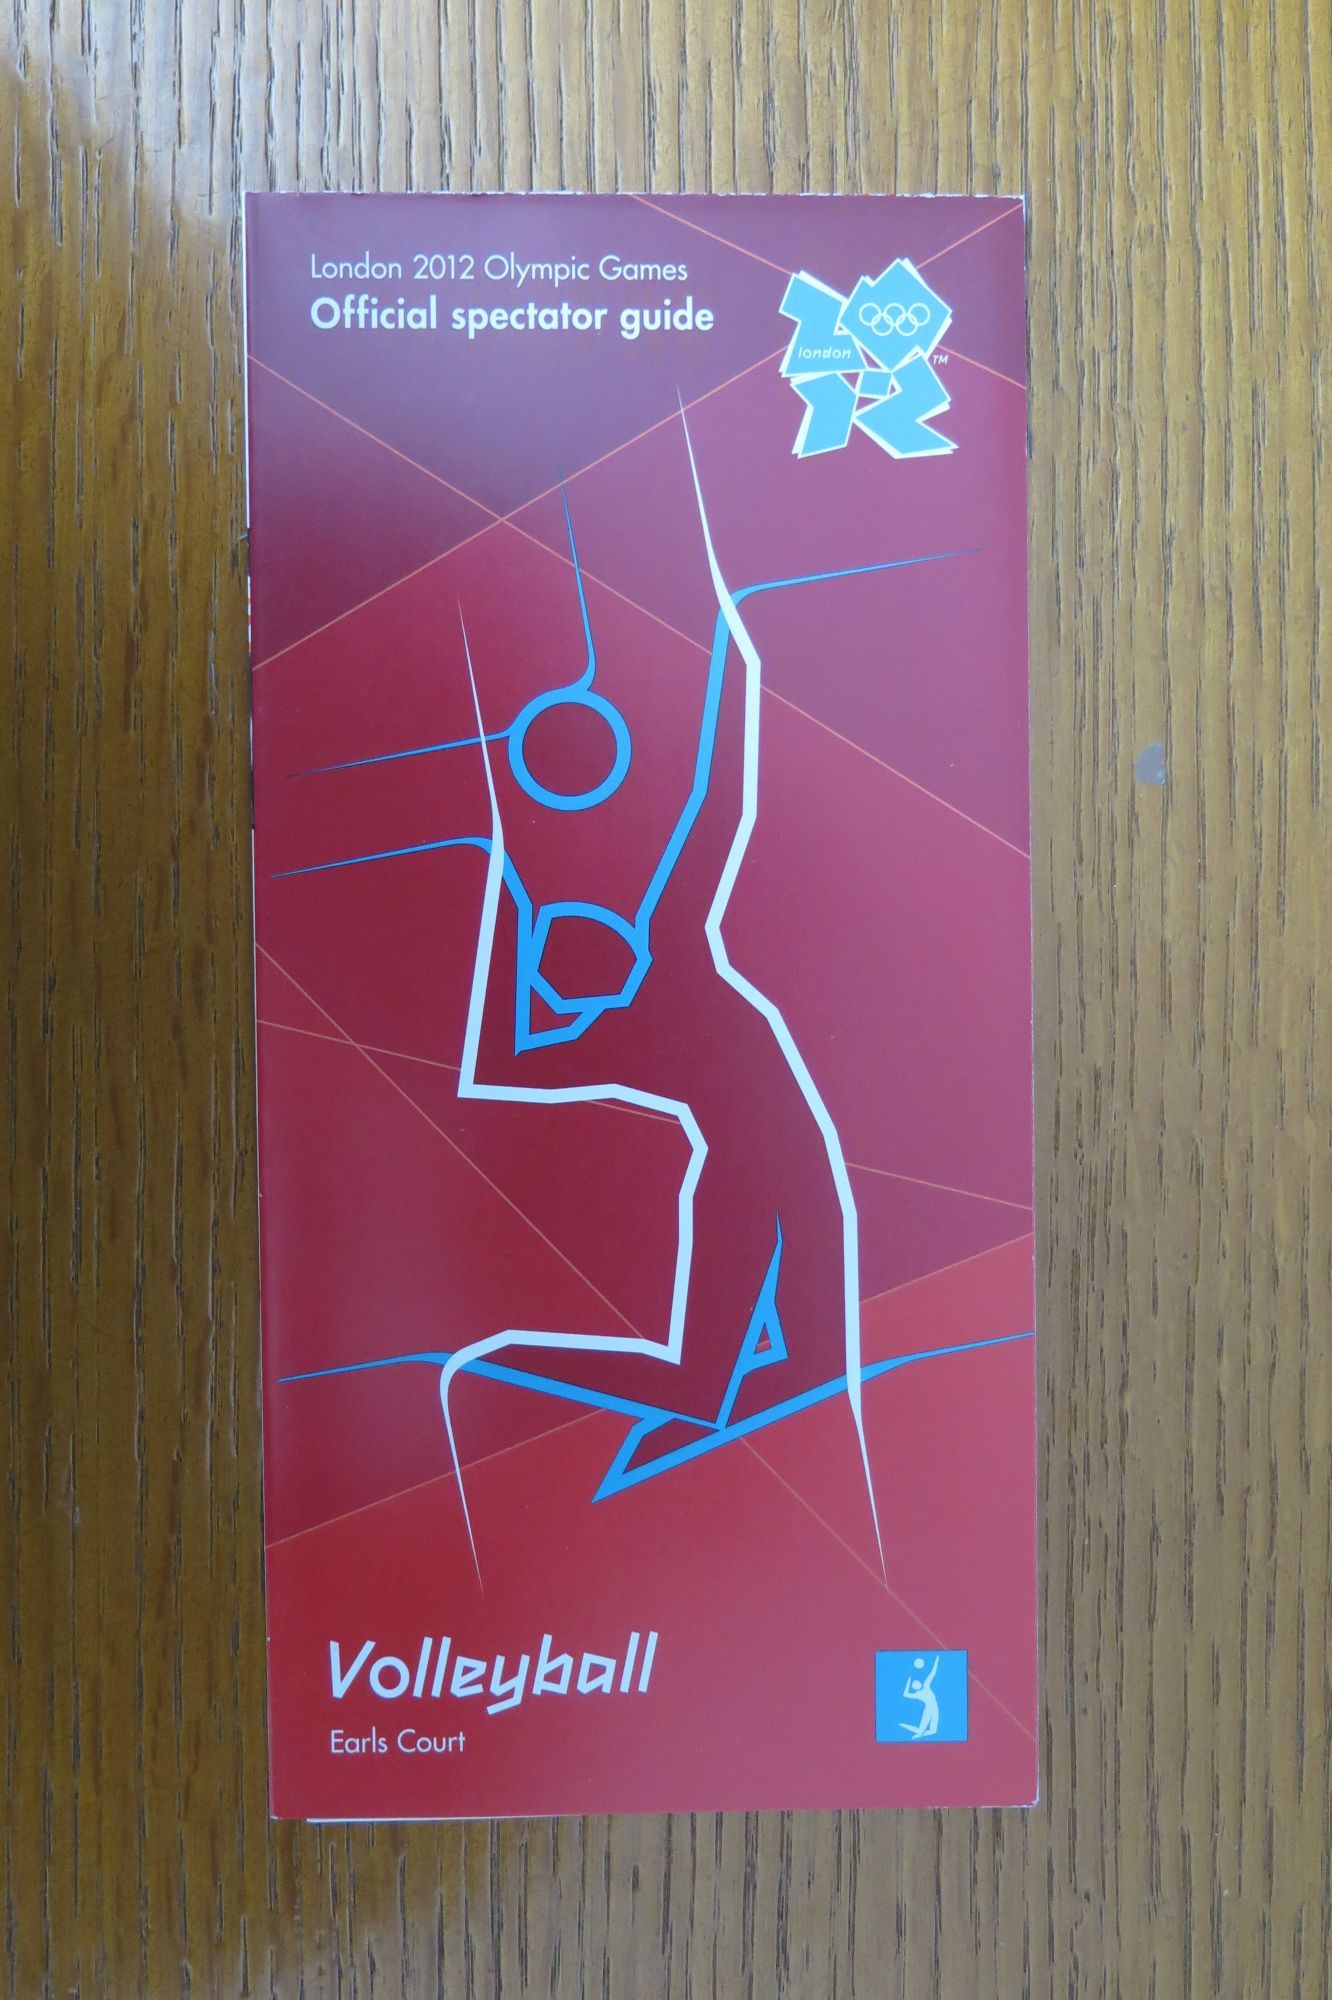 London 2012 Olympic Games
Official spectator guide
london
TM
Volleyball
Earls Court